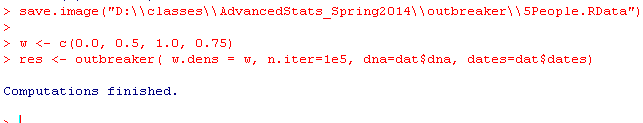 > save.image("D:\\classes\\AdvancedStats_Spring2014\\outbreaker\\5People.RData")
>
> w <- c(0.0, 0.5, 1.0, 0.75)
> res <- outbreaker( w.dens = w, n.iter=1e5, dna=dat$dna, dates=dat$dates)
Computations finished.
> |